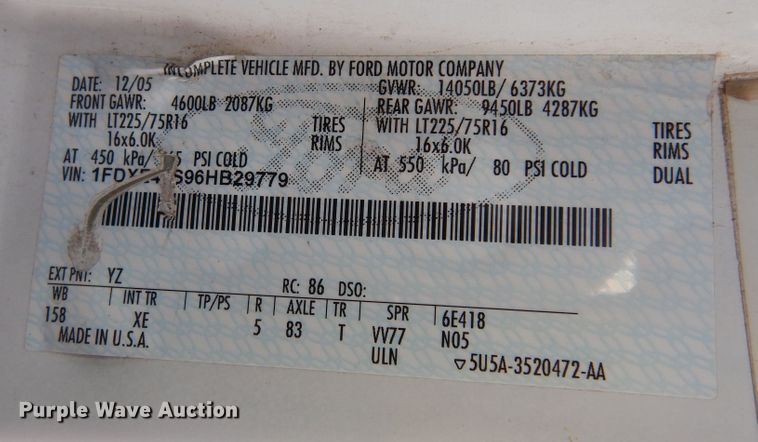 INCOMPLETE VEHICLE MFD. BY FORD MOTOR COMPANY
DATE: 12/05 GVWR: 14050LB/ 6373KG
FRONT GAWR: 4600LB 2087KG REAR GAWR: 9450LB 4287KG
WITH LT225/75R16 TIRES WITH LT225/75R16 TIRES
16x6.0K RIMS 16x6.0K RIMS
AT 450 kPa/ PSI COLD AT 550 kPa/ 80 PSI COLD DUAL
VIN: S96HB29779
EXT PNT: YZ RC: 86 DSO:
WB INT TR TP/PS R AXLE TR SPR
158 XE 5 83 T VV77 6E418
MADE IN U.S.A. ULN N05
▽5U5A-3520472-AA
Purple Wave Auction